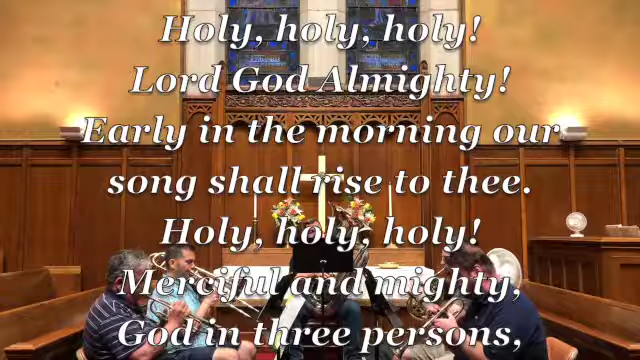 Holy, holy, holy!
Lord God Almighty!
Early in the morning our
song shall rise to thee.
Holy, holy, holy!
Merciful and mighty,
God in three persons,